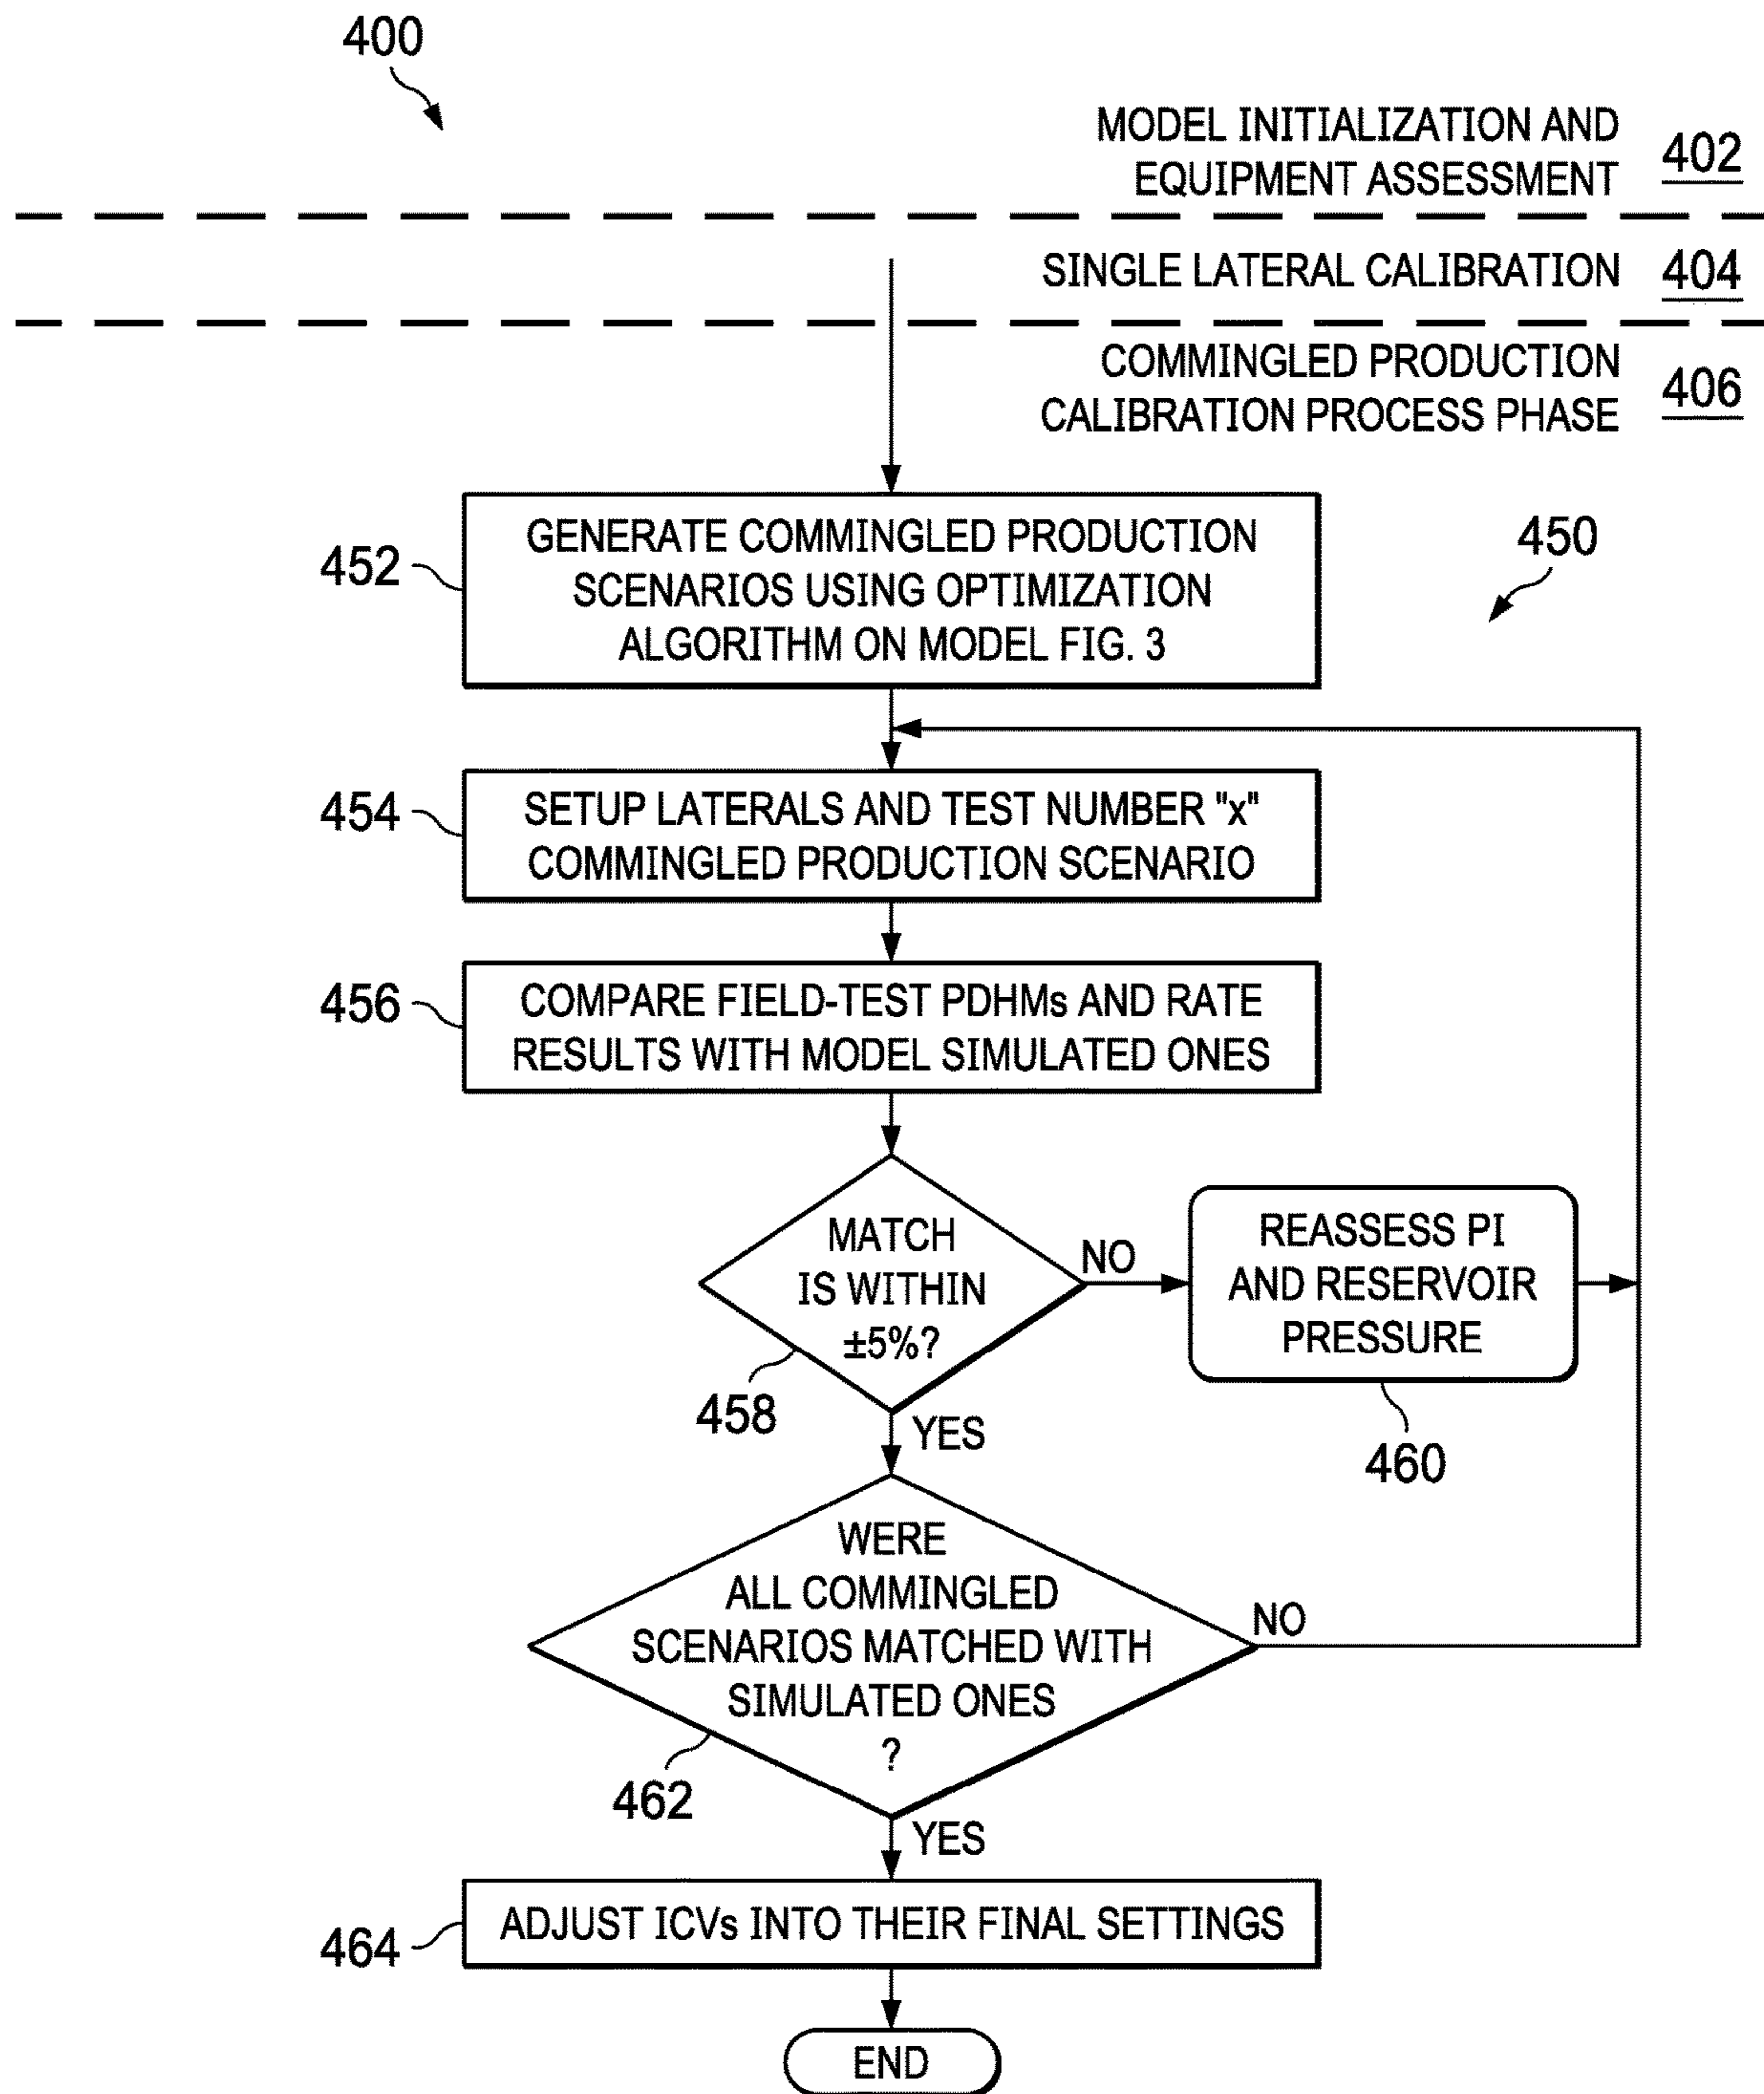 400
MODEL INITIALIZATION AND
EQUIPMENT ASSESSMENT
402
SINGLE LATERAL CALIBRATION
404
COMMINGLED PRODUCTION
CALIBRATION PROCESS PHASE
406
450
452
GENERATE COMMINGLED PRODUCTION
SCENARIOS USING OPTIMIZATION
ALGORITHM ON MODEL FIG. 3
454
SETUP LATERALS AND TEST NUMBER "x"
COMMINGLED PRODUCTION SCENARIO
456
COMPARE FIELD-TEST PDHMs AND RATE
RESULTS WITH MODEL SIMULATED ONES
MATCH
IS WITHIN
±5%?
458
NO
REASSESS PI
AND RESERVOIR
PRESSURE
460
YES
WERE
ALL COMMINGLED
SCENARIOS MATCHED WITH
SIMULATED ONES
?
462
NO
YES
464
ADJUST ICVs INTO THEIR FINAL SETTINGS
END